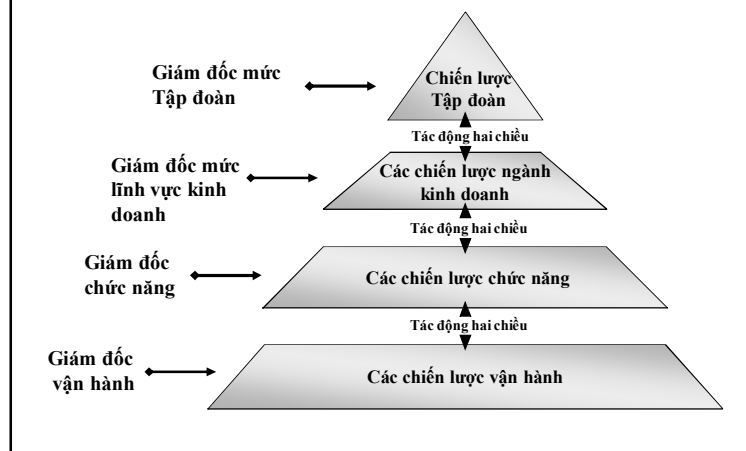 Giám đốc mức
Tập đoàn
Chiến lược
Tập đoàn
Tác động hai chiều
Giám đốc mức
lĩnh vực kinh
doanh
Các chiến lược ngành
kinh doanh
Tác động hai chiều
Giám đốc
chức năng
Các chiến lược chức năng
Tác động hai chiều
Giám đốc
vận hành
Các chiến lược vận hành